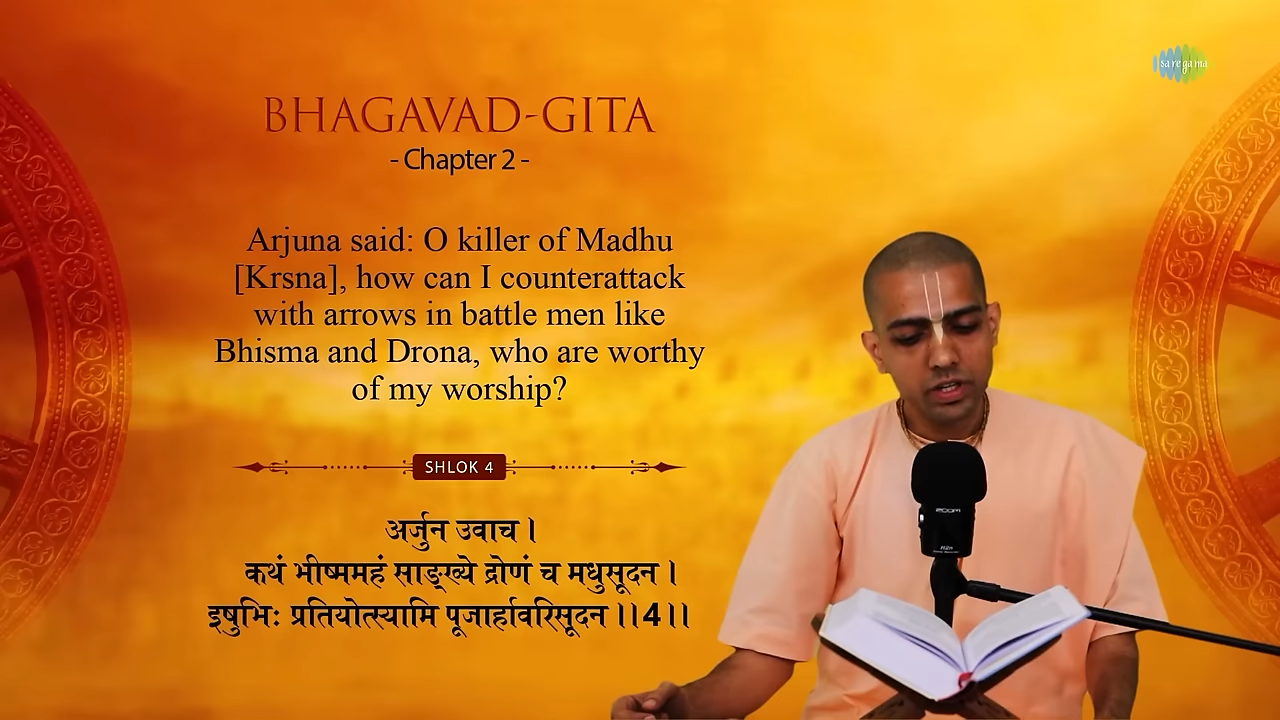 saregama
BHAGAVAD-GITA
- Chapter 2 -
Arjuna said: O killer of Madhu
[Krsna], how can I counterattack
with arrows in battle men like
Bhisma and Drona, who are worthy
of my worship?
SHLOK 4
अर्जुन उवाच ।
कथं भीष्ममहं साङ्ख्ये द्रोणं च मधुसूदन ।
इषुभिः प्रतियोत्स्यामि पूजार्हावरिसूदन ।।4।।
ZOOM
H2n